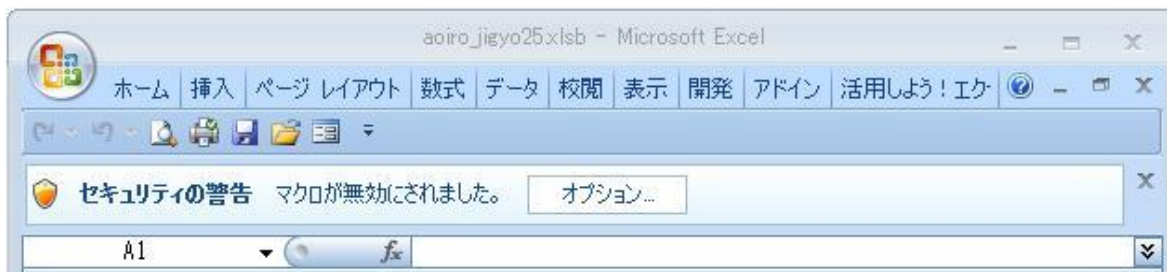 aoiro_jigyo25.xlsb - Microsoft Excel
ホーム 挿入 ページ レイアウト 数式 データ 校閲 表示 開発 アドイン 活用しよう！エク
セキュリティの警告 マクロが無効にされました。 オプション...
A1 fx